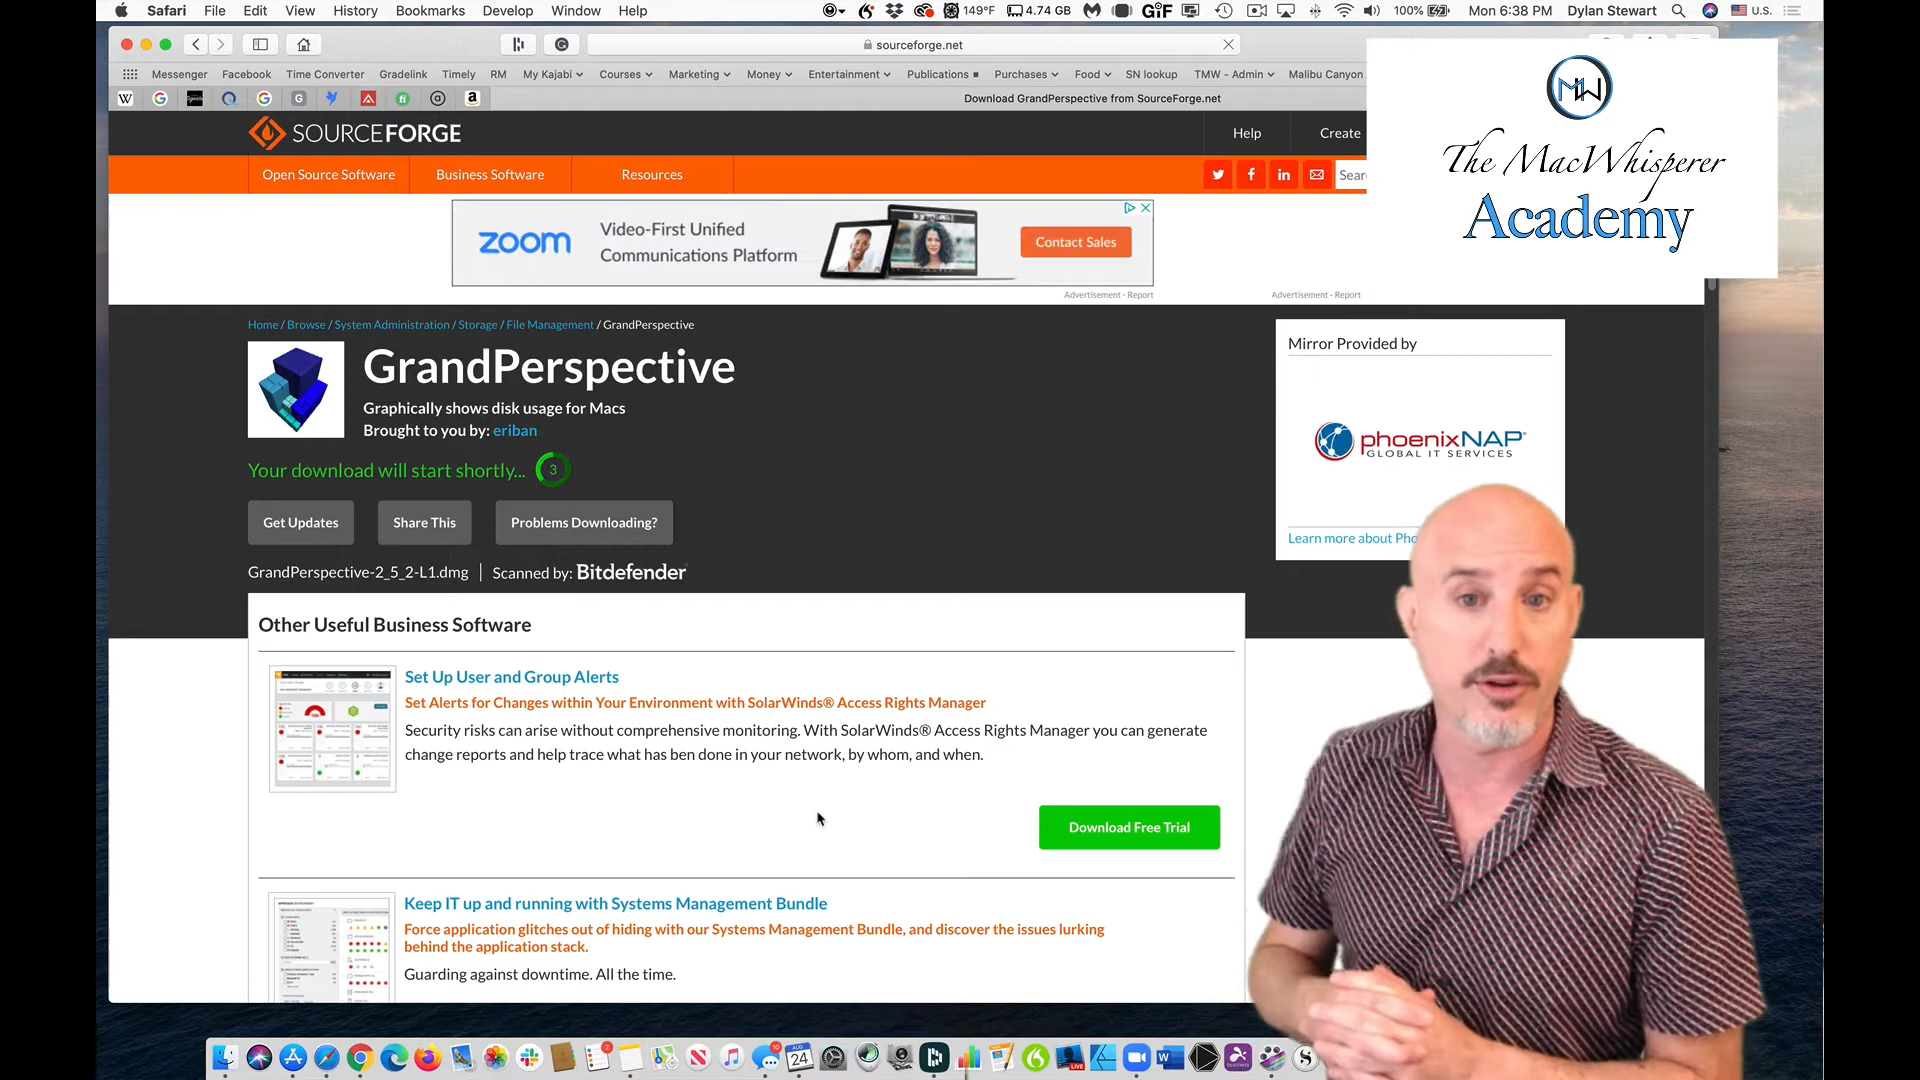 Safari File Edit View History Bookmarks Develop Window Help 149°F 4.74 GB GIF 100% Mon 6:38 PM Dylan Stewart U.S.
sourceforge.net
Messenger Facebook Time Converter Gradelink Timely RM My Kajabi Courses Marketing Money Entertainment Publications Purchases Food SN lookup TMW - Admin Malibu Canyon
Download GrandPerspective from SourceForge.net
SOURCEFORGE Help Create
Open Source Software Business Software Resources Sear
zoom Video-First Unified
Communications Platform
Contact Sales
Advertisement - Report Advertisement - Report
MW
The MacWhisperer
Academy
Home / Browse / System Administration / Storage / File Management / GrandPerspective
GrandPerspective
Graphically shows disk usage for Macs
Brought to you by: eriban
Your download will start shortly... 3
Get Updates Share This Problems Downloading?
GrandPerspective-2_5_2-L1.dmg | Scanned by: Bitdefender
Mirror Provided by
phoenixNAP
GLOBAL IT SERVICES
Learn more about Pho
Other Useful Business Software
Set Up User and Group Alerts
Set Alerts for Changes within Your Environment with SolarWinds® Access Rights Manager
Security risks can arise without comprehensive monitoring. With SolarWinds® Access Rights Manager you can generate
change reports and help trace what has ben done in your network, by whom, and when.
Download Free Trial
Keep IT up and running with Systems Management Bundle
Force application glitches out of hiding with our Systems Management Bundle, and discover the issues lurking
behind the application stack.
Guarding against downtime. All the time.